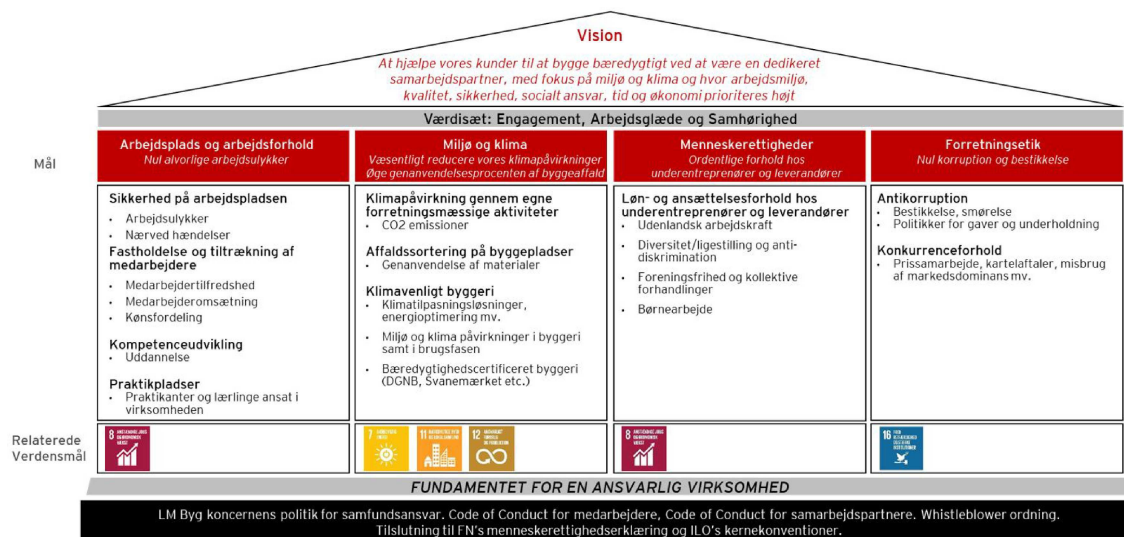 Vision
At hjælpe vores kunder til at bygge bæredygtigt ved at være en dedikeret
samarbejdspartner, med fokus på miljø og klima og hvor arbejdsmiljø,
kvalitet, sikkerhed, socialt ansvar, tid og økonomi prioriteres højt
Værdisæt: Engagement, Arbejdsglæde og Samhørighed
Mål
Arbejdsplads og arbejdsforhold
Nul alvorlige arbejdsulykker
Miljø og klima
Væsentligt reducere vores klimapåvirkninger
Øge genanvendelsesprocenten af byggeaffald
Menneskerettigheder
Ordentlige forhold hos
underentreprenører og leverandører
Forretningsetik
Nul korruption og bestikkelse
Sikkerhed på arbejdspladsen
• Arbejdsulykker
• Nærved hændelser
Fastholdelse og tiltrækning af
medarbejdere
• Medarbejdertilfredshed
• Medarbejderomsætning
• Kønsfordeling
Kompetenceudvikling
• Uddannelse
Praktikpladser
• Praktikanter og lærlinge ansat i
virksomheden
Klimapåvirkning gennem egne
forretningsmæssige aktiviteter
• CO2 emissioner
Affaldssortering på byggepladser
• Genanvendelse af materialer
Klimavenligt byggeri
• Klimatilpasningsløsninger,
energioptimering mv.
• Miljø og klima påvirkninger i byggeri
samt i brugsfasen
• Bæredygtighedscertificeret byggeri
(DGNB, Svanemærket etc.)
Løn- og ansættelsesforhold hos
underentreprenører og leverandører
• Udenlandsk arbejdskraft
• Diversitet/ligestilling og anti-
diskrimination
• Foreningsfrihed og kollektive
forhandlinger
• Børnearbejde
Antikorruption
• Bestikkelse, smørelse
• Politikker for gaver og underholdning
Konkurrenceforhold
• Prissamarbejde, kartelaftaler, misbrug
af markedsdominans mv.
Relaterede
Verdensmål
8
7
11
12
8
16
FUNDAMENTET FOR EN ANSVARLIG VIRKSOMHED
LM Byg koncernens politik for samfundsansvar. Code of Conduct for medarbejdere, Code of Conduct for samarbejdspartnere. Whistleblower ordning.
Tilslutning til FN's menneskerettighedserklæring og ILO's kernekonventioner.